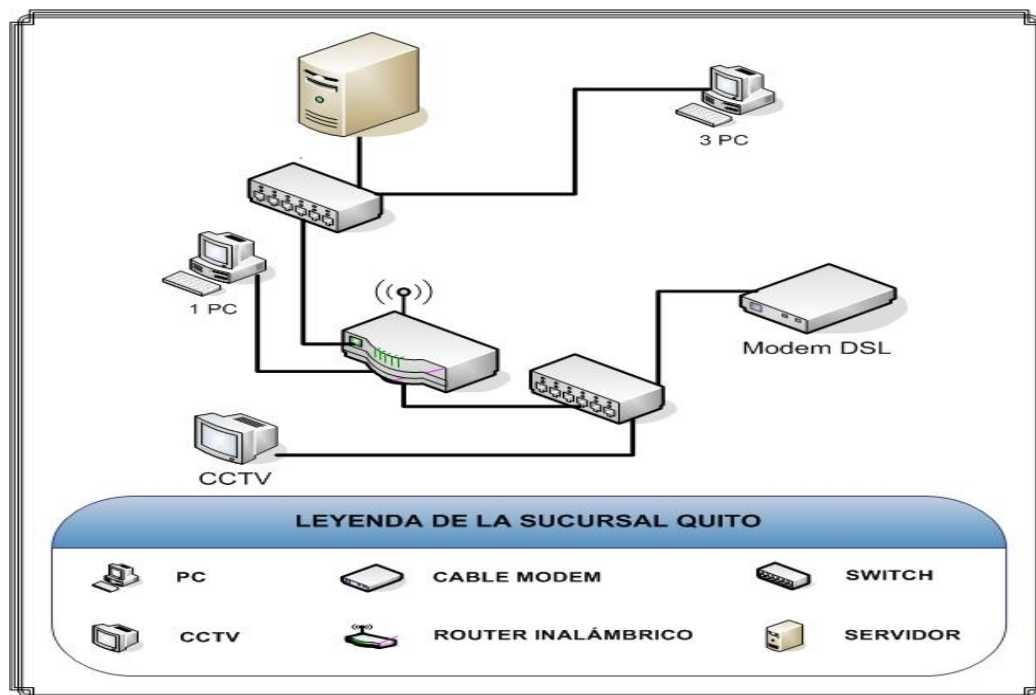 3 PC
1 PC
Modem DSL
CCTV
LEYENDA DE LA SUCURSAL QUITO
PC
CABLE MODEM
SWITCH
CCTV
ROUTER INALÁMBRICO
SERVIDOR